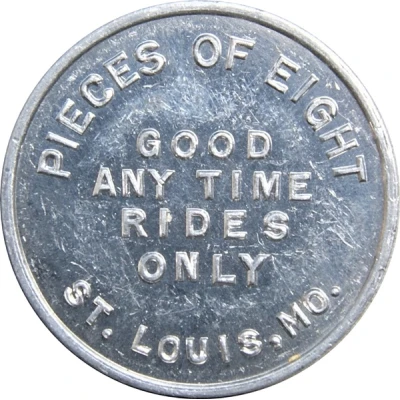 PIECES OF EIGHT
GOOD
ANY TIME
RIDES
ONLY
ST. LOUIS, MO.